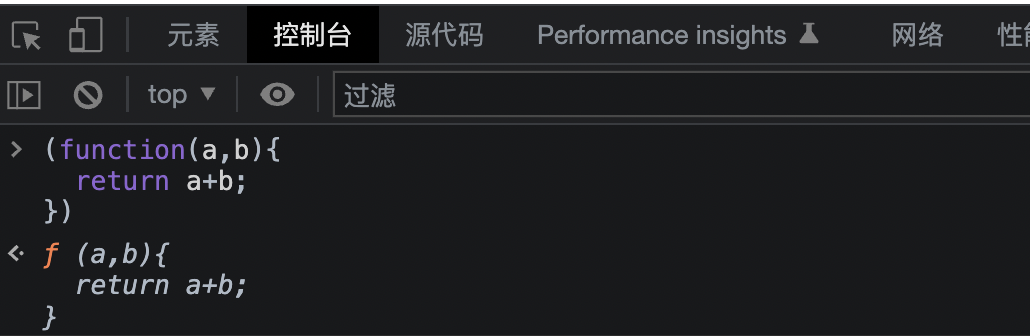 元素 控制台 源代码 Performance insights 网络 性能
top ▼ 过滤
> (function(a,b){
return a+b;
})
<· ƒ (a,b){
return a+b;
}